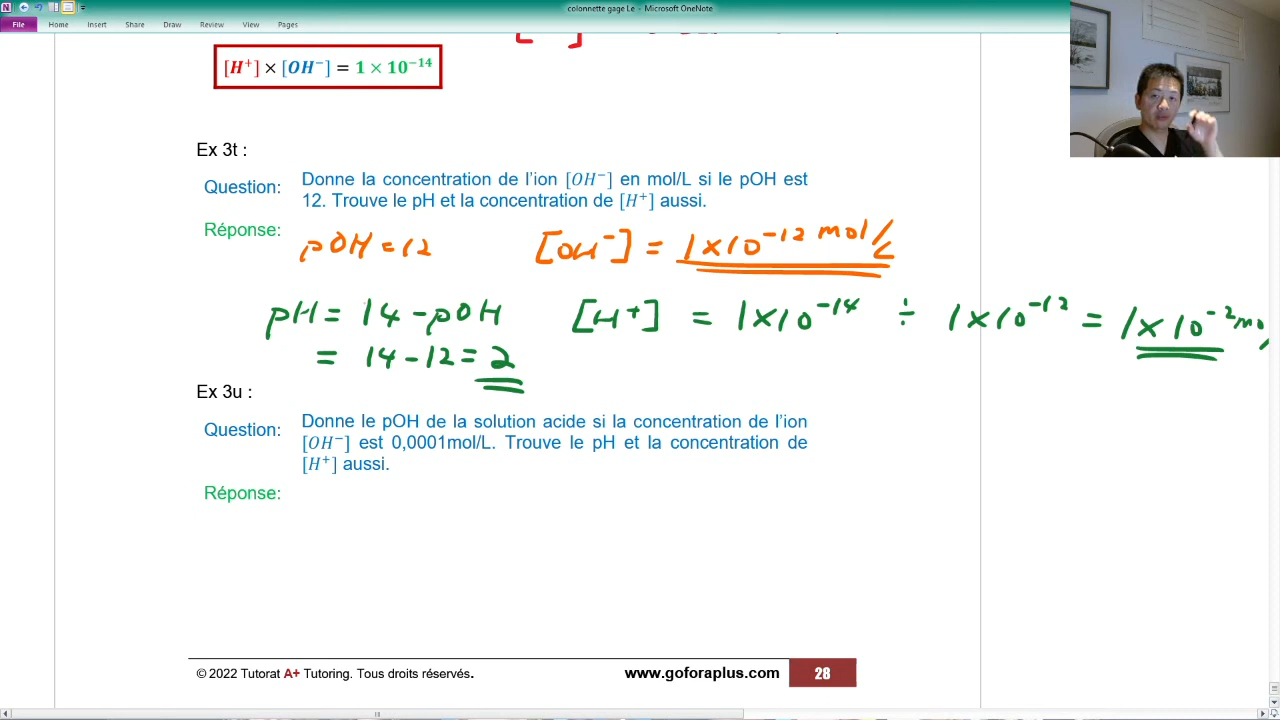 colonnette gage Le - Microsoft OneNote
File Home Insert Share Draw Review View Pages
[H⁺] × [OH⁻] = 1 × 10⁻¹⁴
Ex 3t :
Question: Donne la concentration de l'ion [OH⁻] en mol/L si le pOH est
12. Trouve le pH et la concentration de [H⁺] aussi.
Réponse:
pOH = 12 [OH⁻] = 1×10⁻¹² mol/L
pH = 14 - pOH [H⁺] = 1×10⁻¹⁴ ÷ 1×10⁻¹² = 1×10⁻² mo
= 14 - 12 = 2
Ex 3u :
Question: Donne le pOH de la solution acide si la concentration de l'ion
[OH⁻] est 0,0001mol/L. Trouve le pH et la concentration de
[H⁺] aussi.
Réponse:
© 2022 Tutorat A+ Tutoring. Tous droits réservés. www.goforaplus.com 28